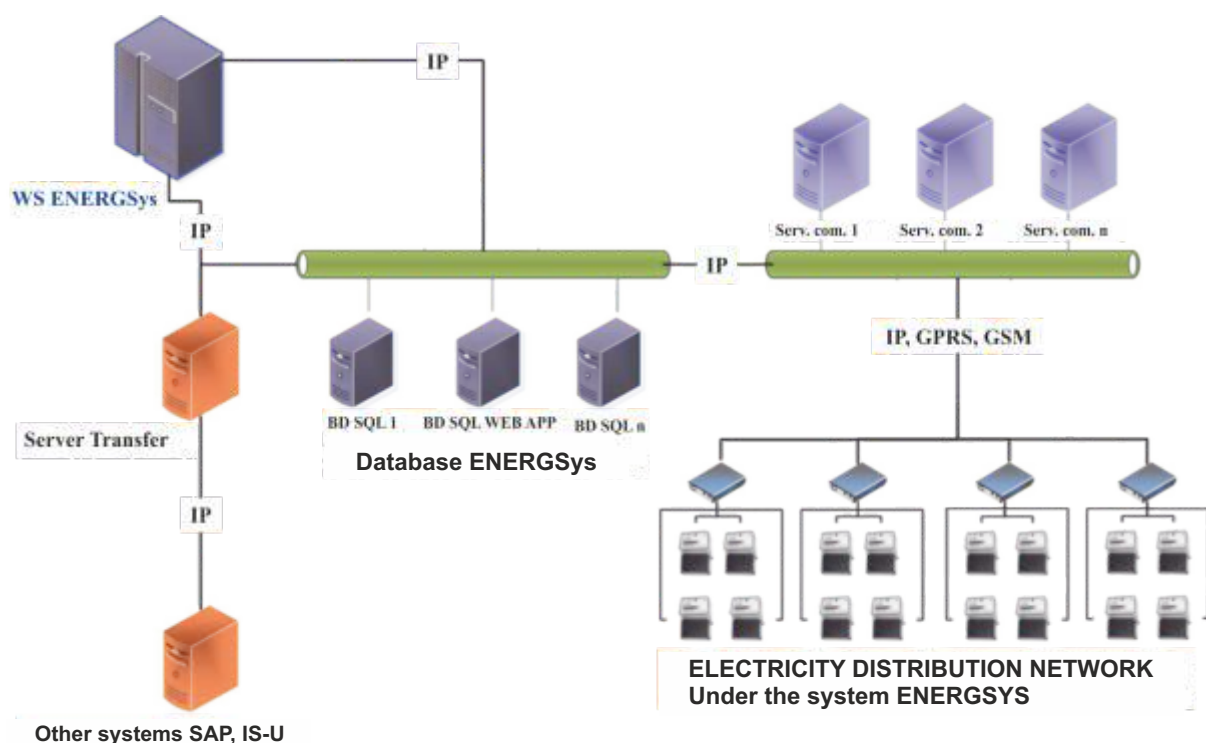 IP
WS ENERGSys
IP
Serv. com. 1
Serv. com. 2
Serv. com. n
IP
IP, GPRS, GSM
BD SQL 1
BD SQL WEB APP
BD SQL n
Server Transfer
Database ENERGSys
IP
ELECTRICITY DISTRIBUTION NETWORK
Under the system ENERGSYS
Other systems SAP, IS-U